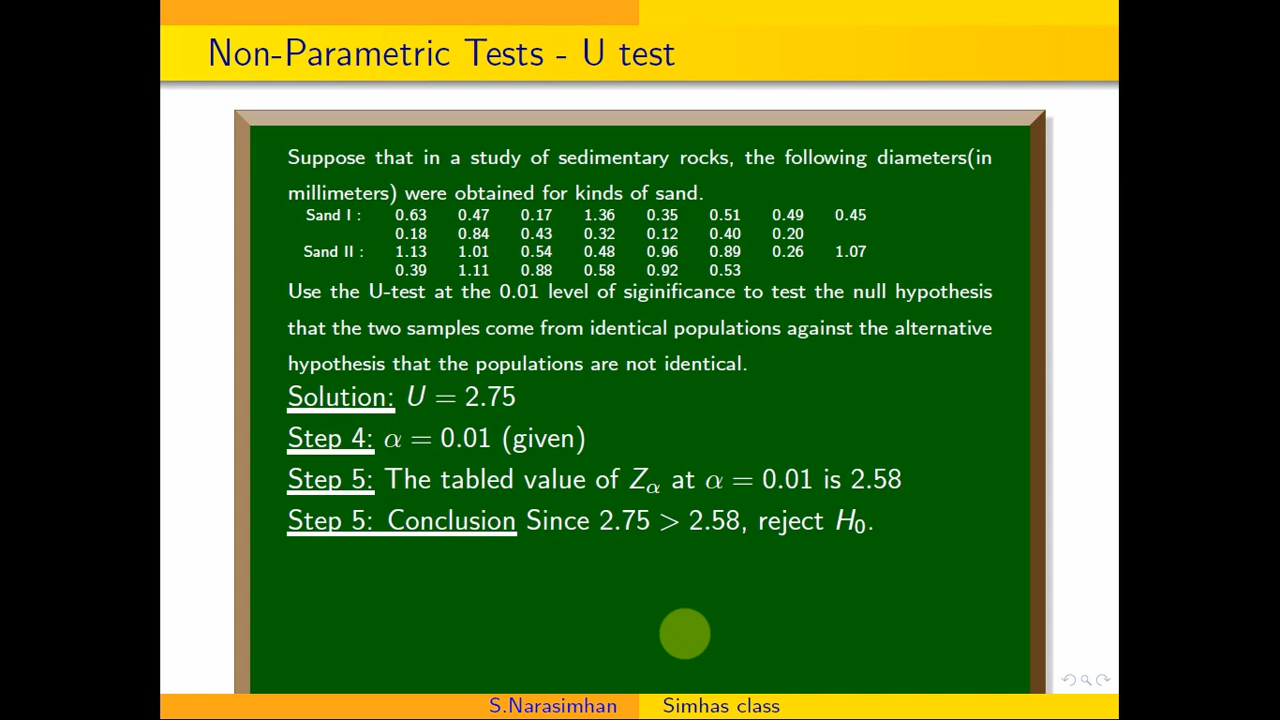 Non-Parametric Tests - U test
Suppose that in a study of sedimentary rocks, the following diameters(in
millimeters) were obtained for kinds of sand.
Sand I : 0.63 0.47 0.17 1.36 0.35 0.51 0.49 0.45
0.18 0.84 0.43 0.32 0.12 0.40 0.20
Sand II : 1.13 1.01 0.54 0.48 0.96 0.89 0.26 1.07
0.39 1.11 0.88 0.58 0.92 0.53
Use the U-test at the 0.01 level of siginificance to test the null hypothesis
that the two samples come from identical populations against the alternative
hypothesis that the populations are not identical.
Solution: U = 2.75
Step 4: α = 0.01 (given)
Step 5: The tabled value of Zα at α = 0.01 is 2.58
Step 5: Conclusion Since 2.75 > 2.58, reject H0.
S.Narasimhan Simhas class